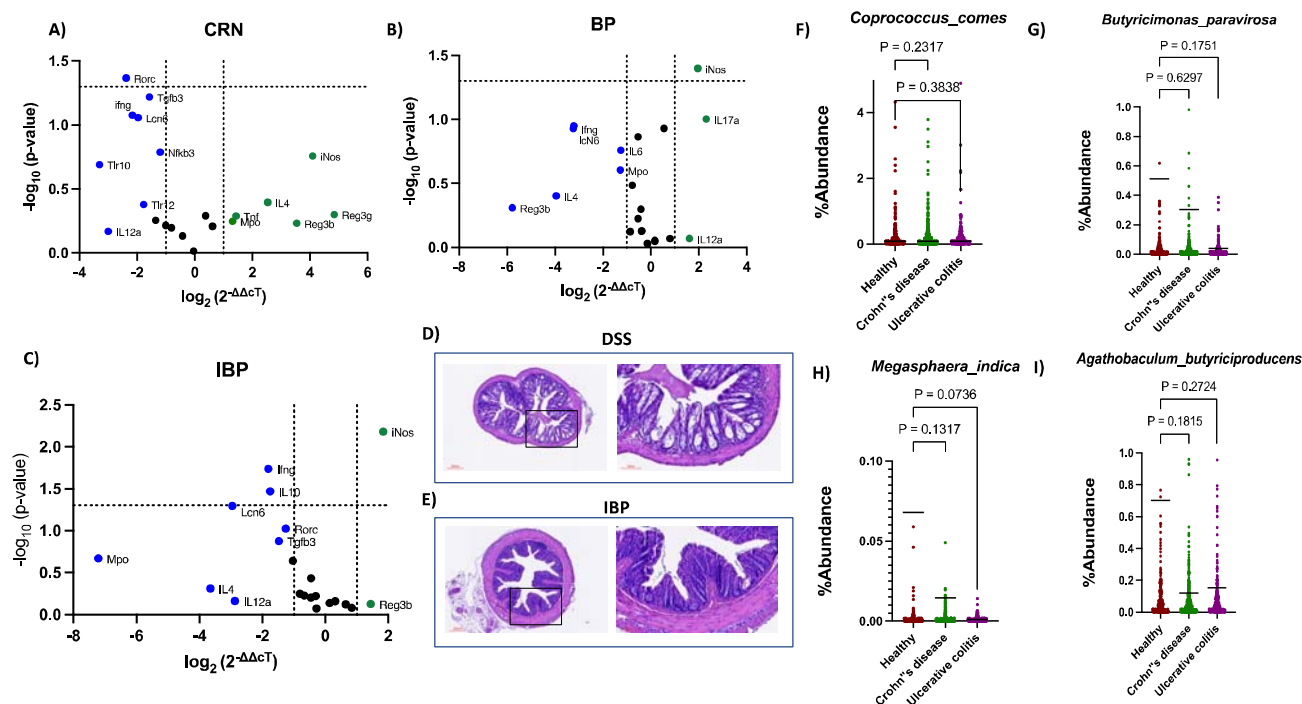 A)
CRN
1.5
1.0
0.5
0.0
-log10 (p-value)
Rorc
Tgfb3
ifng
Lcn6
Nfkb3
Tlr10
Tlr12
IL12a
iNos
IL4
Tnf
Mpo
Reg3b
Reg3g
-4 -2 0 2 4 6
log2 (2-ΔΔcT)
B)
BP
1.5
1.0
0.5
0.0
-log10 (p-value)
iNos
IL17a
Ifng
lcN6
IL6
Mpo
IL4
Reg3b
IL12a
-8 -6 -4 -2 0 2 4
log2 (2-ΔΔcT)
C)
IBP
2.5
2.0
1.5
1.0
0.5
0.0
-log10 (p-value)
iNos
Ifng
IL10
Lcn6
Rorc
Tgfb3
Mpo
IL4
IL12a
Reg3b
-8 -6 -4 -2 0 2
log2 (2-ΔΔcT)
D)
DSS
E)
IBP
F)
Coprococcus_comes
P = 0.2317
P = 0.3838
4
2
0
%Abundance
Healthy
Crohn"s disease
Ulcerative colitis
G)
Butyricimonas_paravirosa
P = 0.1751
P = 0.6297
1.0
0.8
0.6
0.4
0.2
0.0
%Abundance
Healthy
Crohn"s disease
Ulcerative colitis
H)
Megasphaera_indica
P = 0.0736
P = 0.1317
0.10
0.05
0.00
%Abundance
Healthy
Crohn"s disease
Ulcerative colitis
I)
Agathobaculum_butyriciproducens
P = 0.2724
P = 0.1815
1.0
0.8
0.6
0.4
0.2
0.0
%Abundance
Healthy
Crohn"s disease
Ulcerative colitis